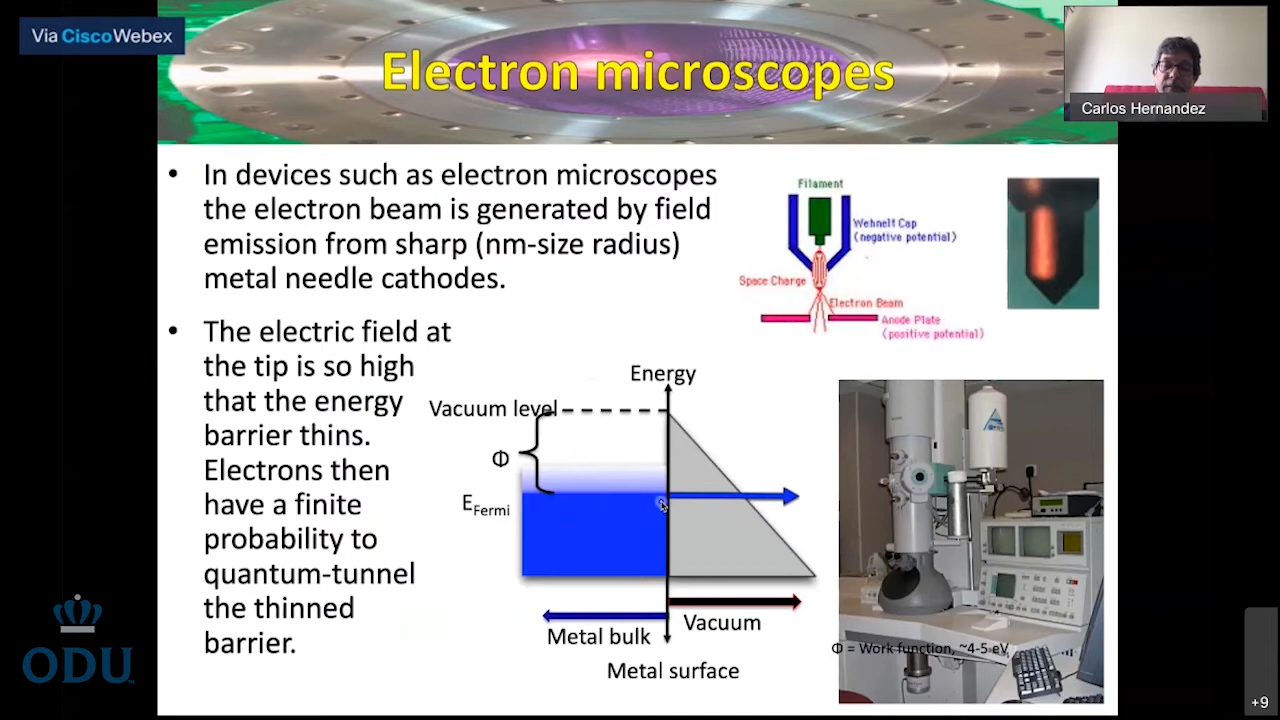 Via CiscoWebex
Electron microscopes
Carlos Hernandez
• In devices such as electron microscopes
the electron beam is generated by field
emission from sharp (nm-size radius)
metal needle cathodes.
• The electric field at
the tip is so high
that the energy
barrier thins.
Electrons then
have a finite
probability to
quantum-tunnel
the thinned
barrier.
Filament
Wehnelt Cap
(negative potential)
Space Charge
Electron Beam
Anode Plate
(positive potential)
Energy
Vacuum level
Φ
EFermi
Metal bulk
Vacuum
Metal surface
Φ = Work function, ~4-5 eV
ODU
+9